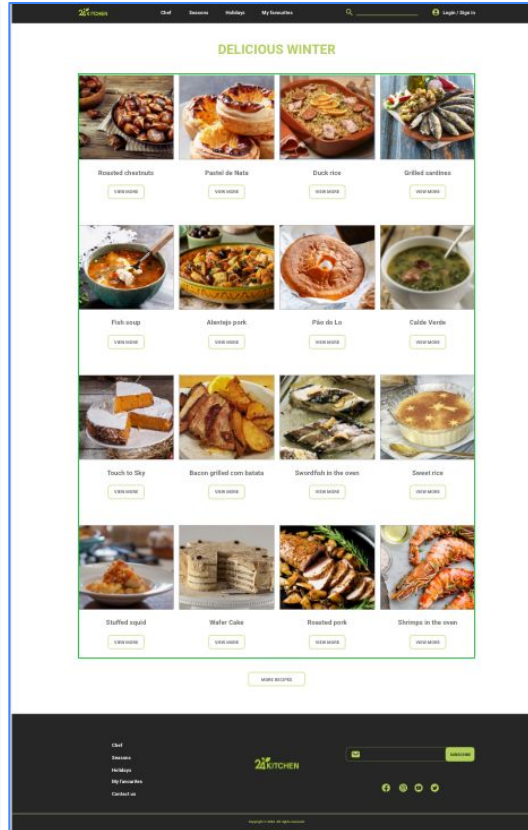 24KITCHEN Chef Seasons Holidays My favourites Login / Sign in
DELICIOUS WINTER
Roasted chestnuts Pastel de Nata Duck rice Grilled sardines
VIEW MORE VIEW MORE VIEW MORE VIEW MORE
Fish soup Alentejo pork Pão do Lo Caldo Verde
VIEW MORE VIEW MORE VIEW MORE VIEW MORE
Touch to Sky Bacon grilled com batata Swordfish in the oven Sweet rice
VIEW MORE VIEW MORE VIEW MORE VIEW MORE
Stuffed squid Wafer Cake Roasted pork Shrimps in the oven
VIEW MORE VIEW MORE VIEW MORE VIEW MORE
MORE RECIPES
Chef
Seasons
Holidays
My favourites
Contact us
24KITCHEN
SUBSCRIBE